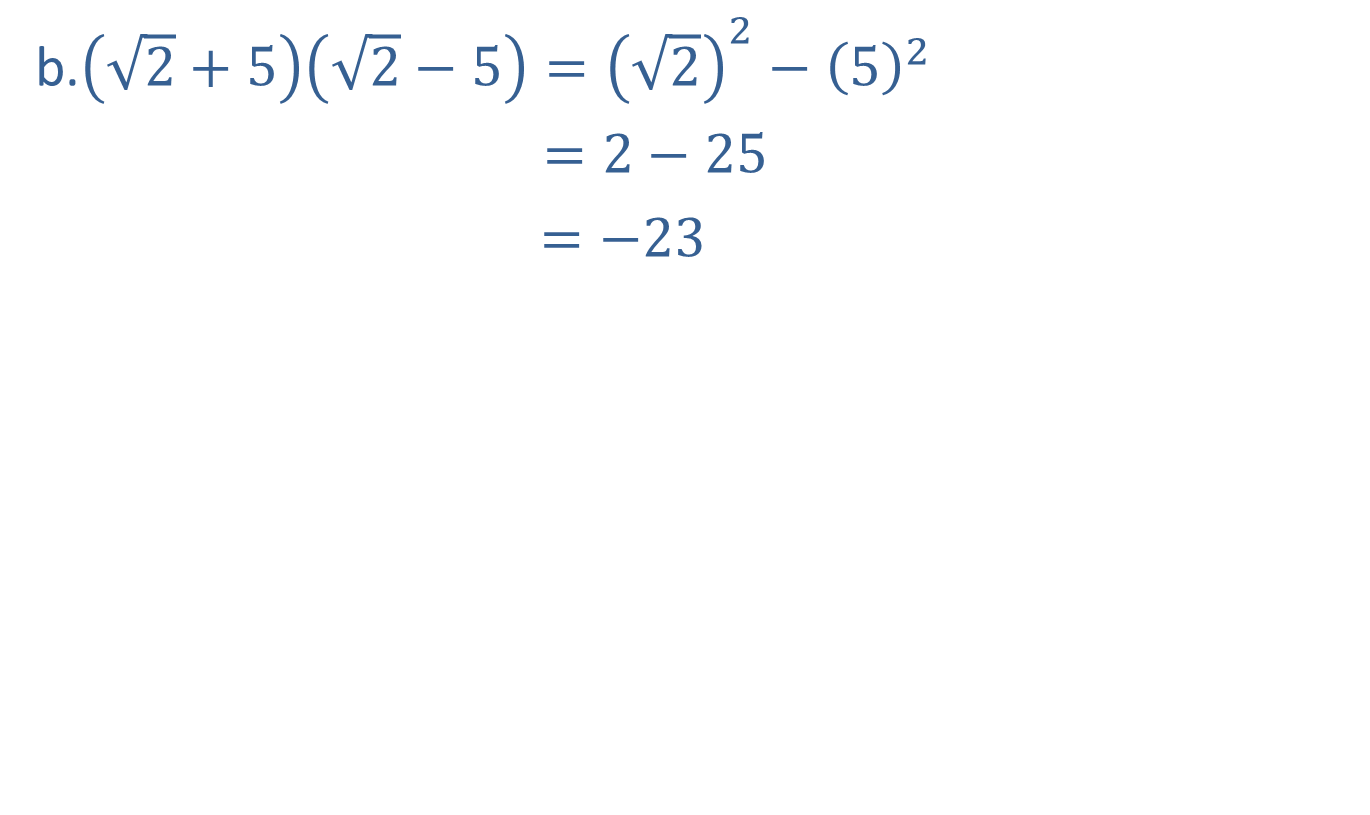 b.(√2 + 5)(√2 − 5) = (√2)² − (5)²
= 2 − 25
= −23